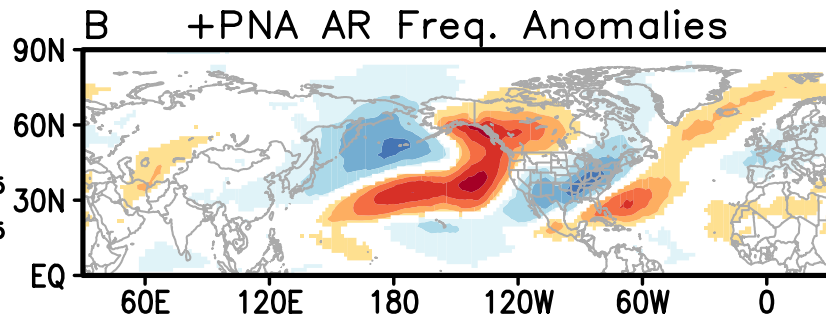 B +PNA AR Freq. Anomalies
90N
60N
30N
EQ
60E 120E 180 120W 60W 0